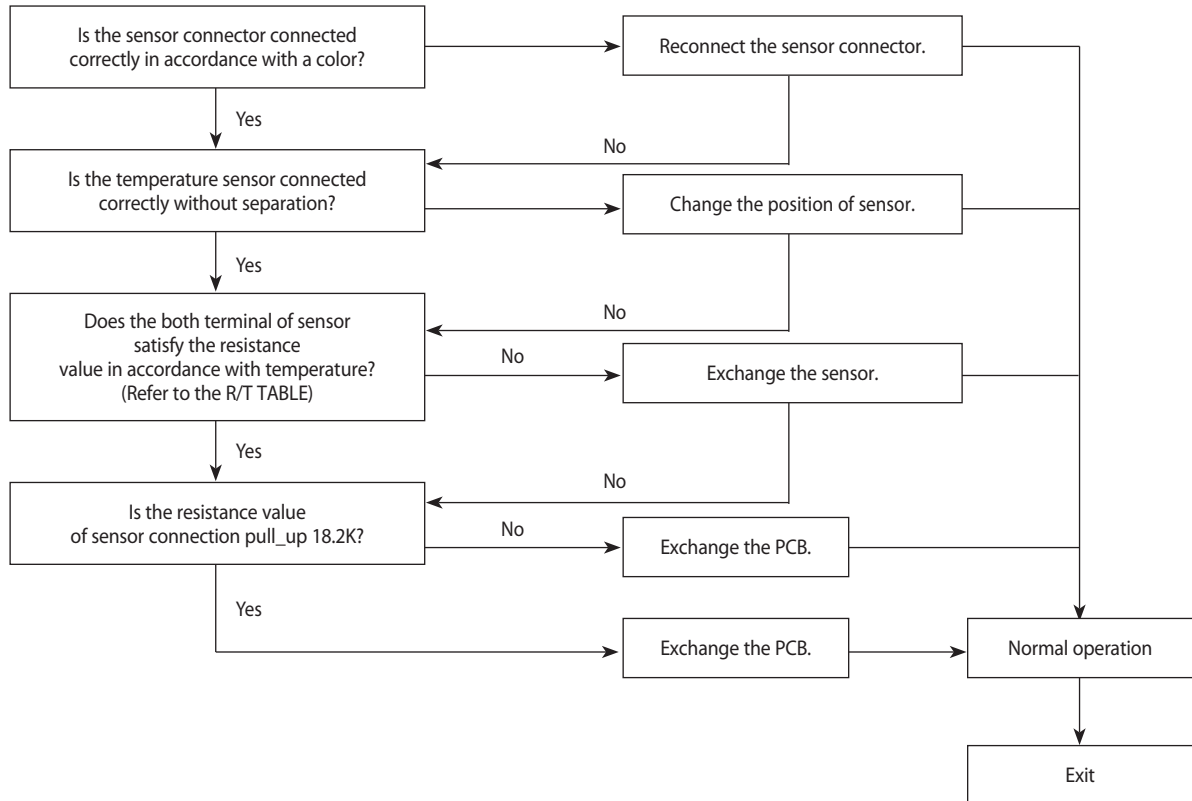 Is the sensor connector connected
correctly in accordance with a color?
Reconnect the sensor connector.
Yes
No
Is the temperature sensor connected
correctly without separation?
Change the position of sensor.
Yes
No
Does the both terminal of sensor
satisfy the resistance
value in accordance with temperature?
(Refer to the R/T TABLE)
No
Exchange the sensor.
Yes
No
Is the resistance value
of sensor connection pull_up 18.2K?
No
Exchange the PCB.
Yes
Exchange the PCB.
Normal operation
Exit